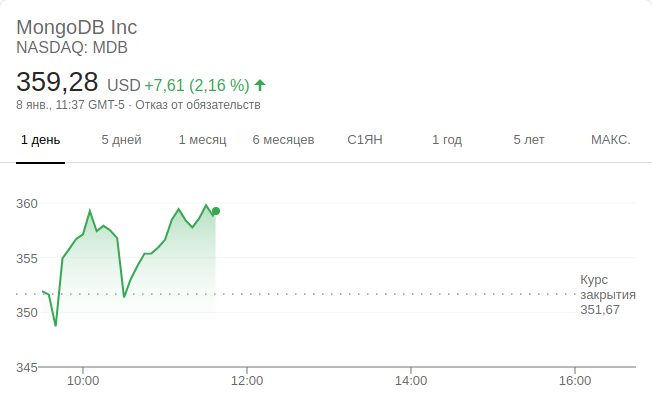 MongoDB Inc
NASDAQ: MDB
359,28 USD +7,61 (2,16 %)
8 янв., 11:37 GMT-5 · Отказ от обязательств
1 день 5 дней 1 месяц 6 месяцев С1ЯН 1 год 5 лет МАКС.
360
355
Курс
закрытия
351,67
350
345
10:00 12:00 14:00 16:00